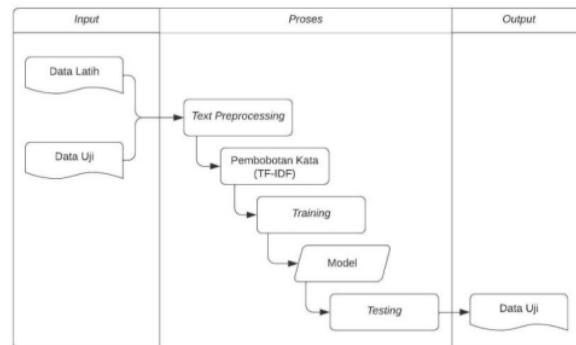 Input
Proses
Output
Data Latih
Data Uji
Text Preprocessing
Pembobotan Kata
(TF-IDF)
Training
Model
Testing
Data Uji